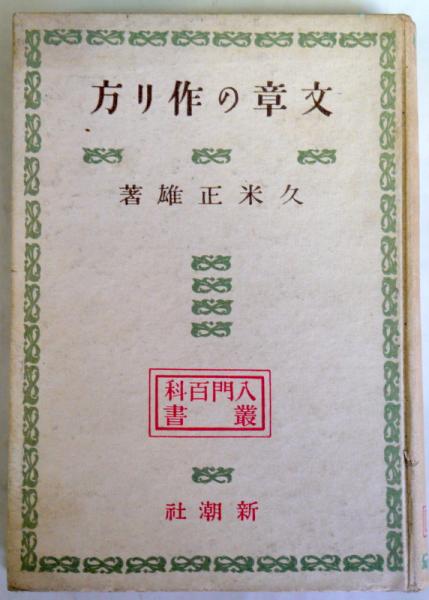 文章の作リ方
久米正雄著
入門百科
叢書
新潮社